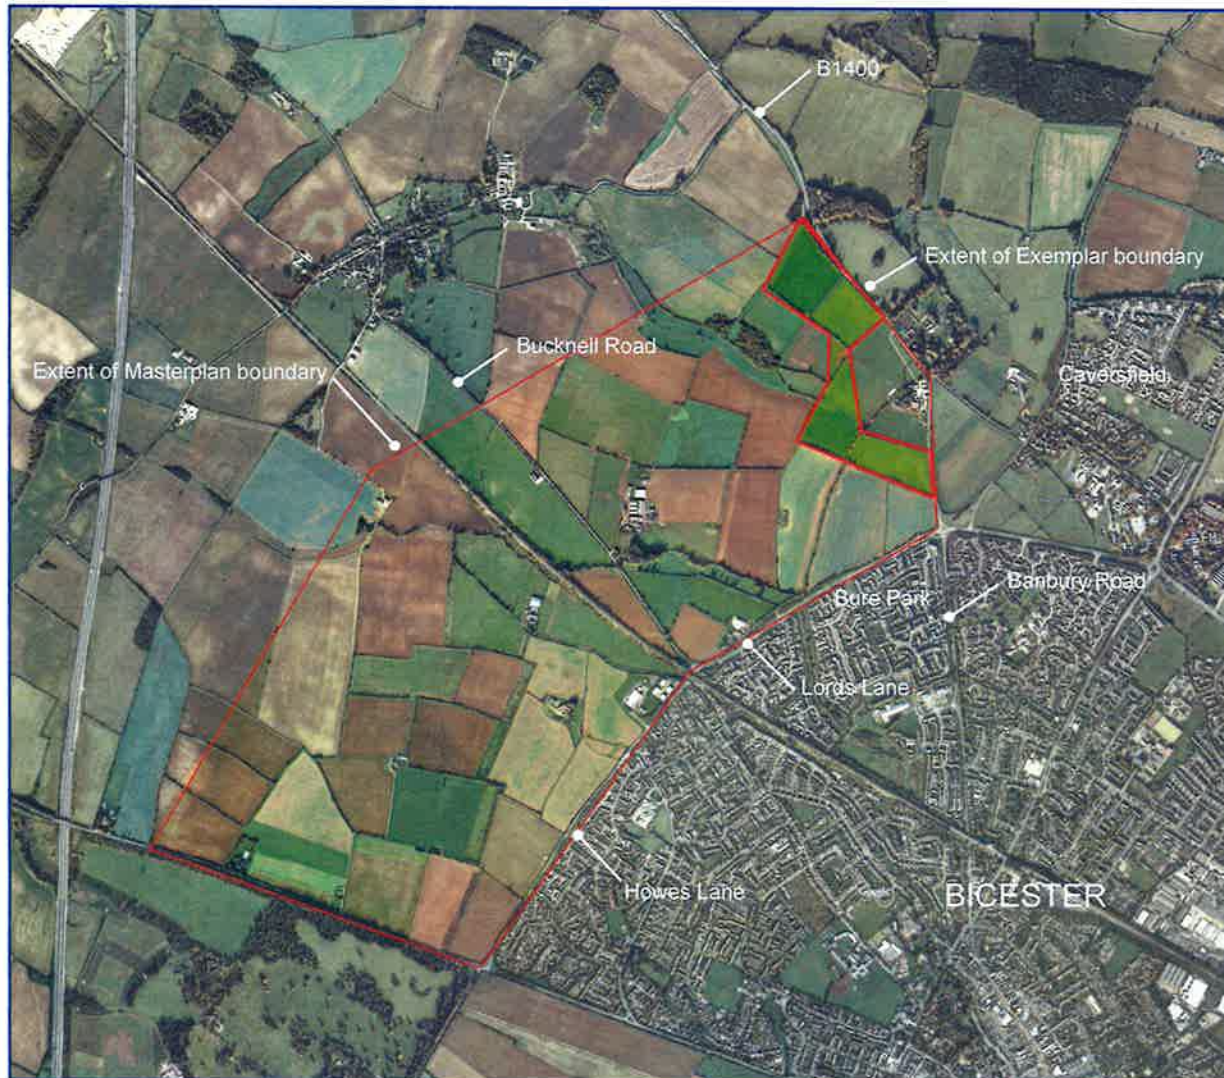 B1400
Extent of Exemplar boundary
Bucknell Road
Extent of Masterplan boundary
Caversfield
Banbury Road
Bure Park
Lords Lane
Howes Lane
BICESTER